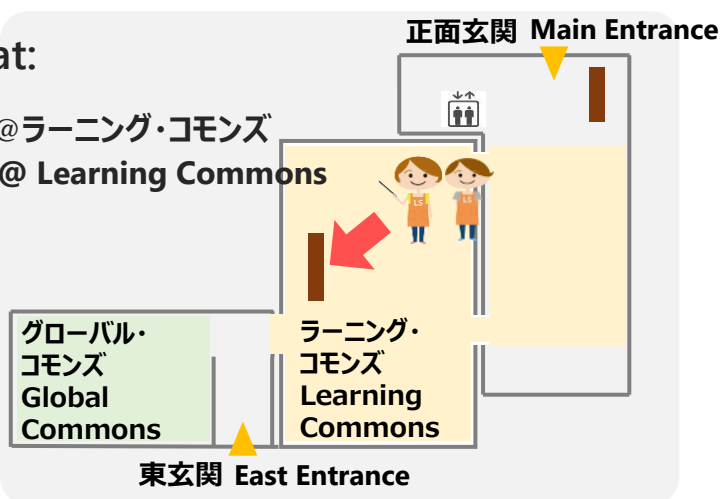 正面玄関 Main Entrance
at:
@ラーニング・コモンズ
@ Learning Commons
LS LS
グローバル・
コモンズ
Global
Commons
ラーニング・
コモンズ
Learning
Commons
東玄関 East Entrance